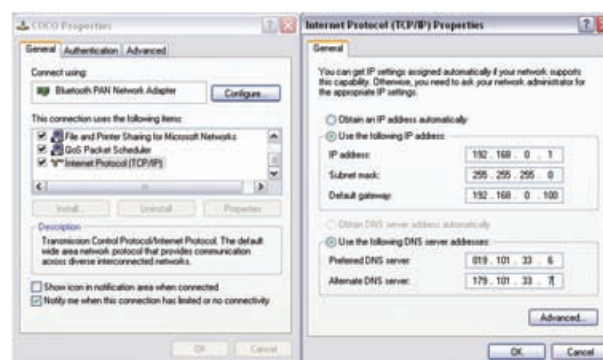 COCO Properties
General Authentication Advanced
Connect using:
Bluetooth PAN Network Adapter
Configure...
This connection uses the following items:
File and Printer Sharing for Microsoft Networks
QoS Packet Scheduler
Internet Protocol (TCP/IP)
Install... Uninstall Properties
Description
Transmission Control Protocol/Internet Protocol. The default
wide area network protocol that provides communication
across diverse interconnected networks.
Show icon in notification area when connected
Notify me when this connection has limited or no connectivity
OK Cancel
Internet Protocol (TCP/IP) Properties
General
You can get IP settings assigned automatically if your network supports
this capability. Otherwise, you need to ask your network administrator for
the appropriate IP settings.
Obtain an IP address automatically
Use the following IP address:
IP address: 192 . 168 . 0 . 1
Subnet mask: 255 . 255 . 255 . 0
Default gateway: 192 . 168 . 0 . 100
Obtain DNS server address automatically
Use the following DNS server addresses:
Preferred DNS server: 019 . 101 . 33 . 6
Alternate DNS server: 179 . 101 . 33 . 7
Advanced...
OK Cancel